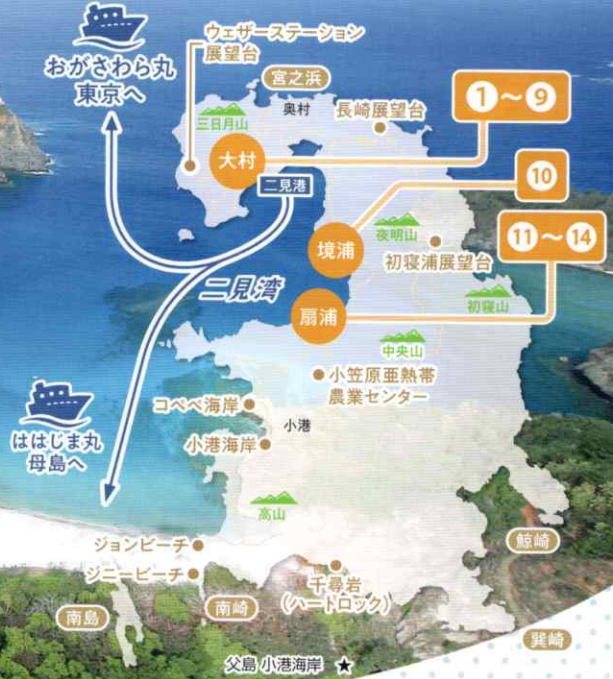 ウェザーステーション
展望台
おがさわら丸
東京へ
宮之浜
奥村
長崎展望台
三日月山
大村
1～9
二見港
10
境浦
夜明山
初寝浦展望台
11～14
二見湾
扇浦
初寝山
中央山
小笠原亜熱帯
農業センター
コペペ海岸
小港
ははじま丸
母島へ
小港海岸
高山
ジョンビーチ
ジニービーチ
鯨崎
千尋岩
(ハートロック)
南島
南崎
巽崎
父島 小港海岸 ★